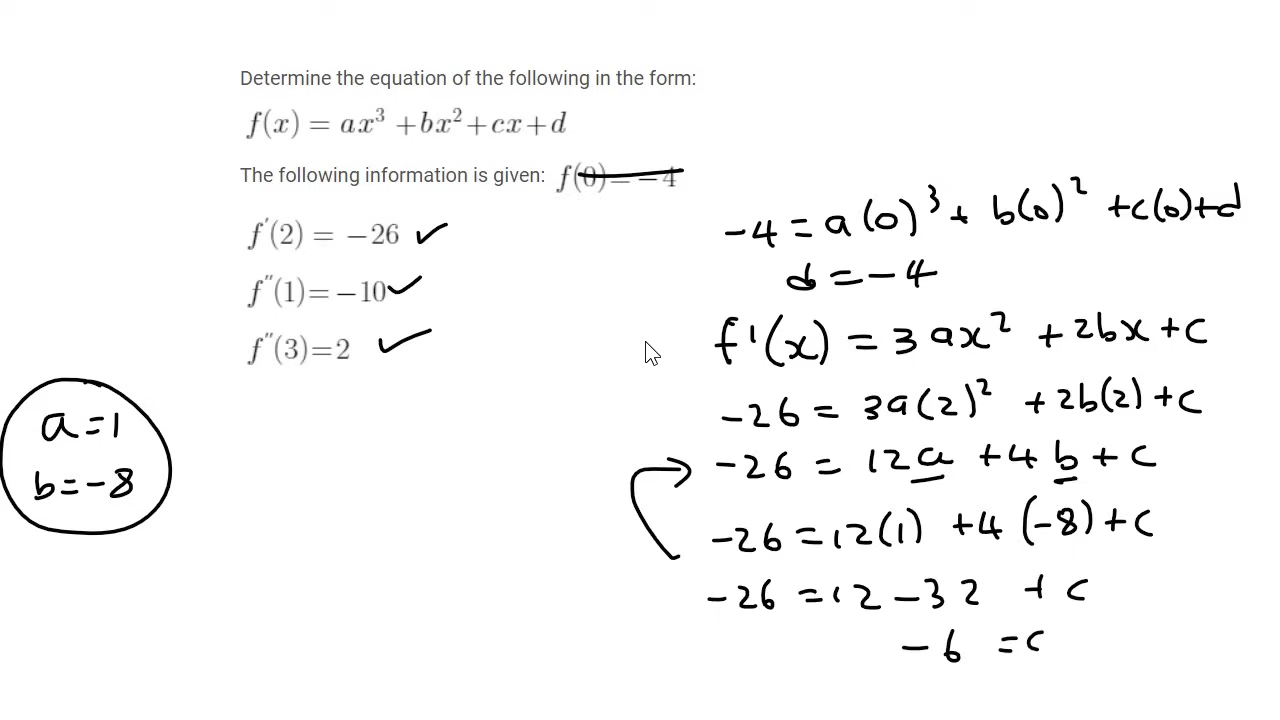 Determine the equation of the following in the form:
f(x) = ax³ +bx²+cx+d
The following information is given: f(0)= −4
f′(2) = −26 ✓
f″(1)=−10 ✓
f″(3)=2 ✓
a=1
b=-8
-4 = a(0)³ + b(0)² +c(0)+d
d = -4
f'(x) = 3ax² +2bx +c
-26 = 3a(2)² +2b(2)+c
-26 = 12a +4b+c
-26 =12(1) +4(-8)+c
-26 =12 -32 +c
-6 =c